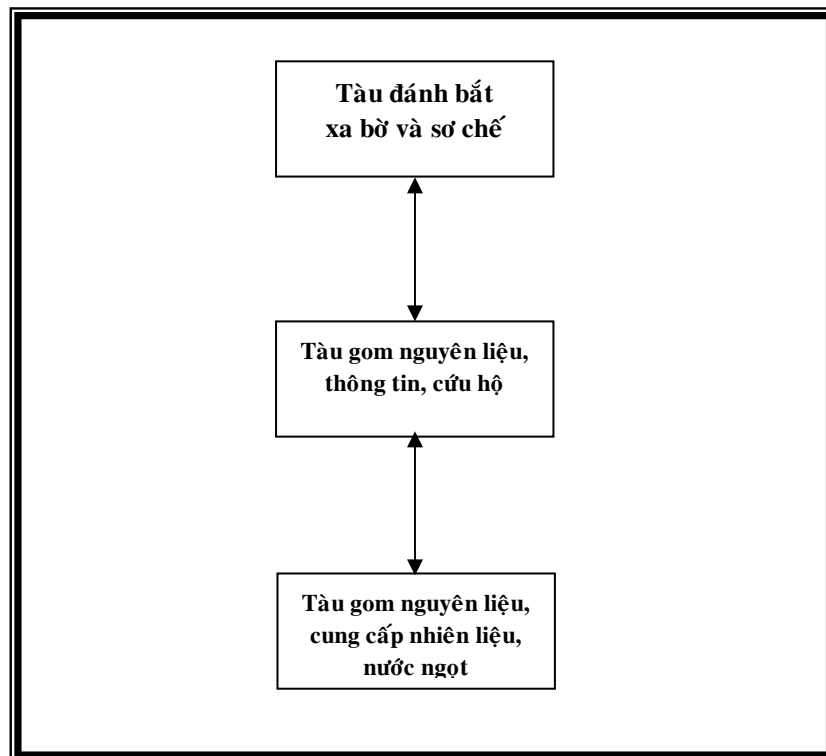 Tàu đánh bắt
xa bờ và sơ chế
Tàu gom nguyên liệu,
thông tin, cứu hộ
Tàu gom nguyên liệu,
cung cấp nhiên liệu,
nước ngọt